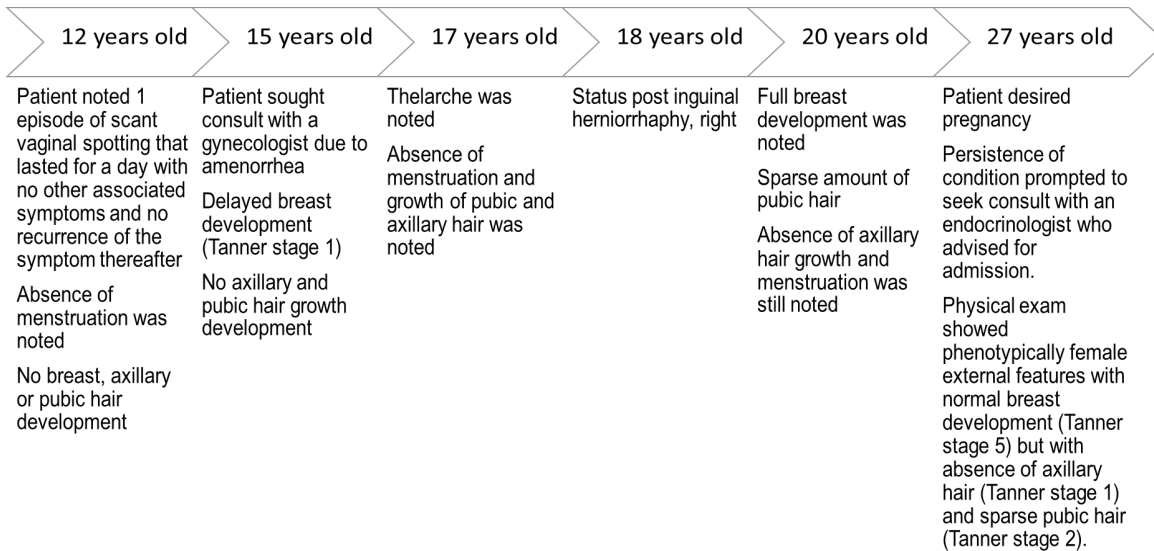 12 years old
15 years old
17 years old
18 years old
20 years old
27 years old
Patient noted 1
episode of scant
vaginal spotting that
lasted for a day with
no other associated
symptoms and no
recurrence of the
symptom thereafter
Absence of
menstruation was
noted
No breast, axillary
or pubic hair
development
Patient sought
consult with a
gynecologist due to
amenorrhea
Delayed breast
development
(Tanner stage 1)
No axillary and
pubic hair growth
development
Thelarche was
noted
Absence of
menstruation and
growth of pubic and
axillary hair was
noted
Status post inguinal
herniorrhaphy, right
Full breast
development was
noted
Sparse amount of
pubic hair
Absence of axillary
hair growth and
menstruation was
still noted
Patient desired
pregnancy
Persistence of
condition prompted to
seek consult with an
endocrinologist who
advised for
admission.
Physical exam
showed
phenotypically female
external features with
normal breast
development (Tanner
stage 5) but with
absence of axillary
hair (Tanner stage 1)
and sparse pubic hair
(Tanner stage 2).